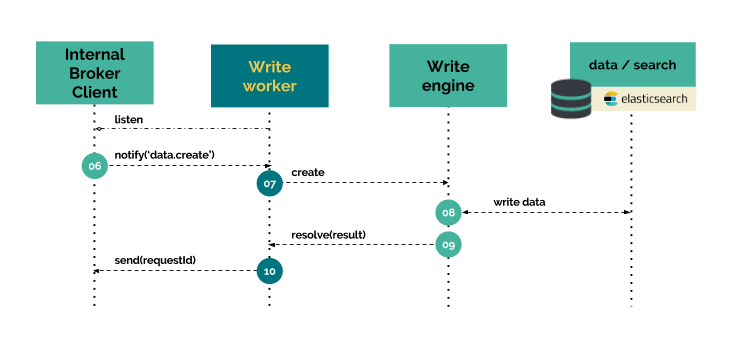 Internal
Broker
Client
Write
worker
Write
engine
data / search
elasticsearch
listen
06
notify(‘data.create’)
07
create
08
write data
resolve(result)
09
send(requestId)
10